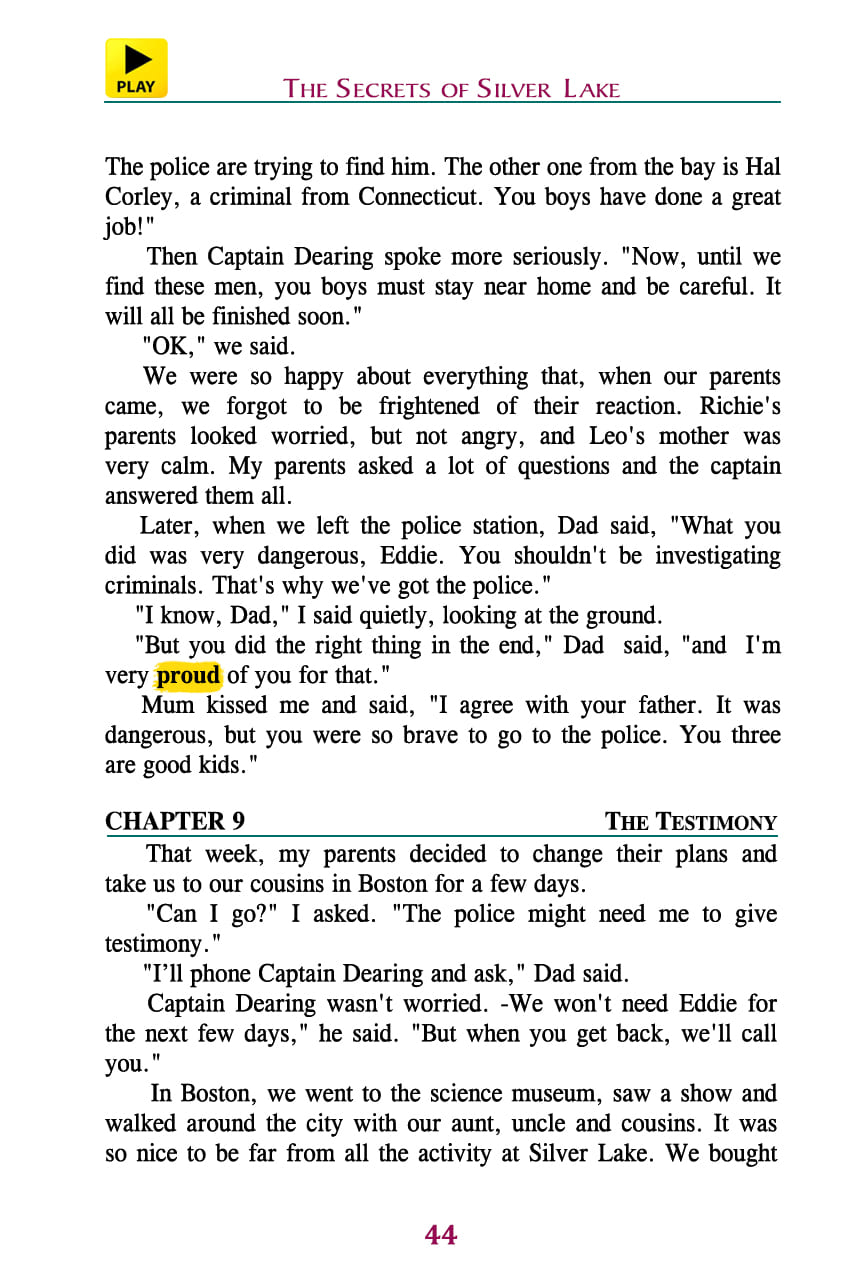 PLAY
THE SECRETS OF SILVER LAKE
The police are trying to find him. The other one from the bay is Hal
Corley, a criminal from Connecticut. You boys have done a great
job!"
Then Captain Dearing spoke more seriously. "Now, until we
find these men, you boys must stay near home and be careful. It
will all be finished soon."
"OK," we said.
We were so happy about everything that, when our parents
came, we forgot to be frightened of their reaction. Richie's
parents looked worried, but not angry, and Leo's mother was
very calm. My parents asked a lot of questions and the captain
answered them all.
Later, when we left the police station, Dad said, "What you
did was very dangerous, Eddie. You shouldn't be investigating
criminals. That's why we've got the police."
"I know, Dad," I said quietly, looking at the ground.
"But you did the right thing in the end," Dad said, "and I'm
very proud of you for that."
Mum kissed me and said, "I agree with your father. It was
dangerous, but you were so brave to go to the police. You three
are good kids."
CHAPTER 9 THE TESTIMONY
That week, my parents decided to change their plans and
take us to our cousins in Boston for a few days.
"Can I go?" I asked. "The police might need me to give
testimony."
"I’ll phone Captain Dearing and ask," Dad said.
Captain Dearing wasn't worried. -We won't need Eddie for
the next few days," he said. "But when you get back, we'll call
you."
In Boston, we went to the science museum, saw a show and
walked around the city with our aunt, uncle and cousins. It was
so nice to be far from all the activity at Silver Lake. We bought
44